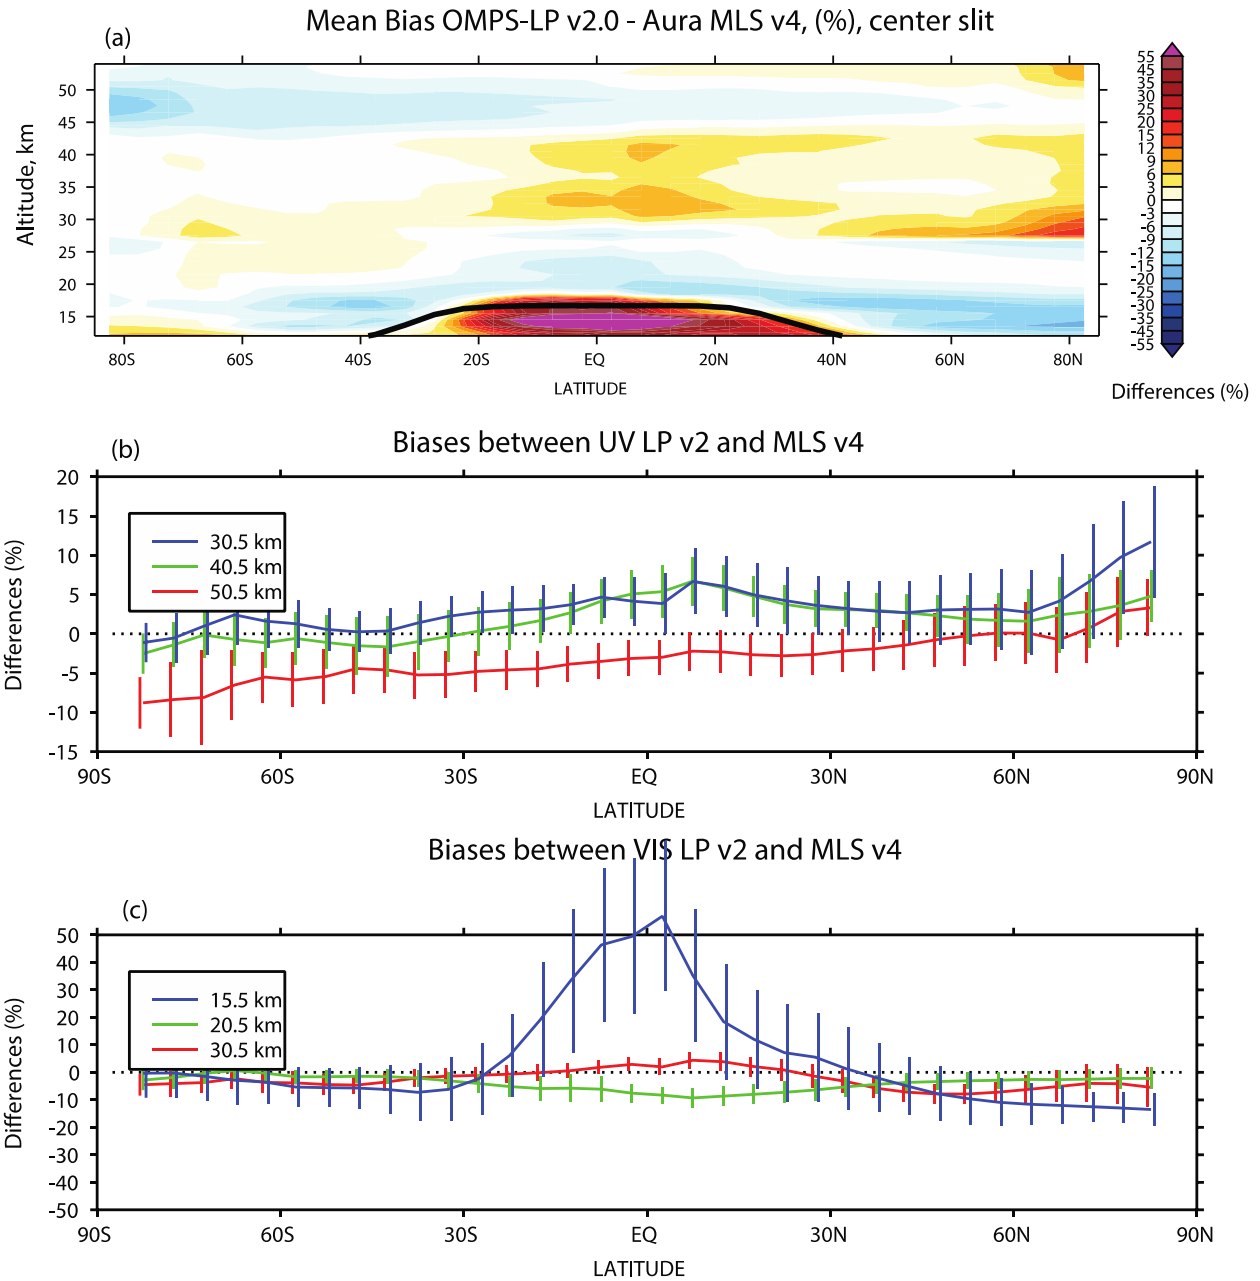 Mean Bias OMPS-LP v2.0 - Aura MLS v4, (%), center slit
(a)
Altitude, km
50
45
40
35
30
25
20
15
80S 60S 40S 20S EQ 20N 40N 60N 80N
LATITUDE
55
45
35
30
25
20
15
12
9
6
3
0
-3
-6
-9
-12
-15
-20
-25
-30
-35
-45
-55
Differences (%)
Biases between UV LP v2 and MLS v4
(b)
Differences (%)
20
15
10
5
0
-5
-10
-15
30.5 km
40.5 km
50.5 km
90S 60S 30S EQ 30N 60N 90N
LATITUDE
Biases between VIS LP v2 and MLS v4
(c)
Differences (%)
50
40
30
20
10
0
-10
-20
-30
-40
-50
15.5 km
20.5 km
30.5 km
90S 60S 30S EQ 30N 60N 90N
LATITUDE